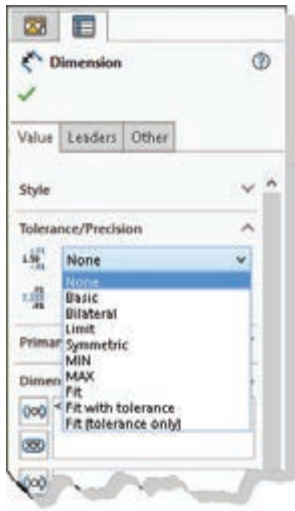 Dimension
Value Leaders Other
Style
Tolerance/Precision
None
None
Basic
Bilateral
Limit
Symmetric
MIN
MAX
Fit
Fit with tolerance
Fit (tolerance only)
Primar
Dimen